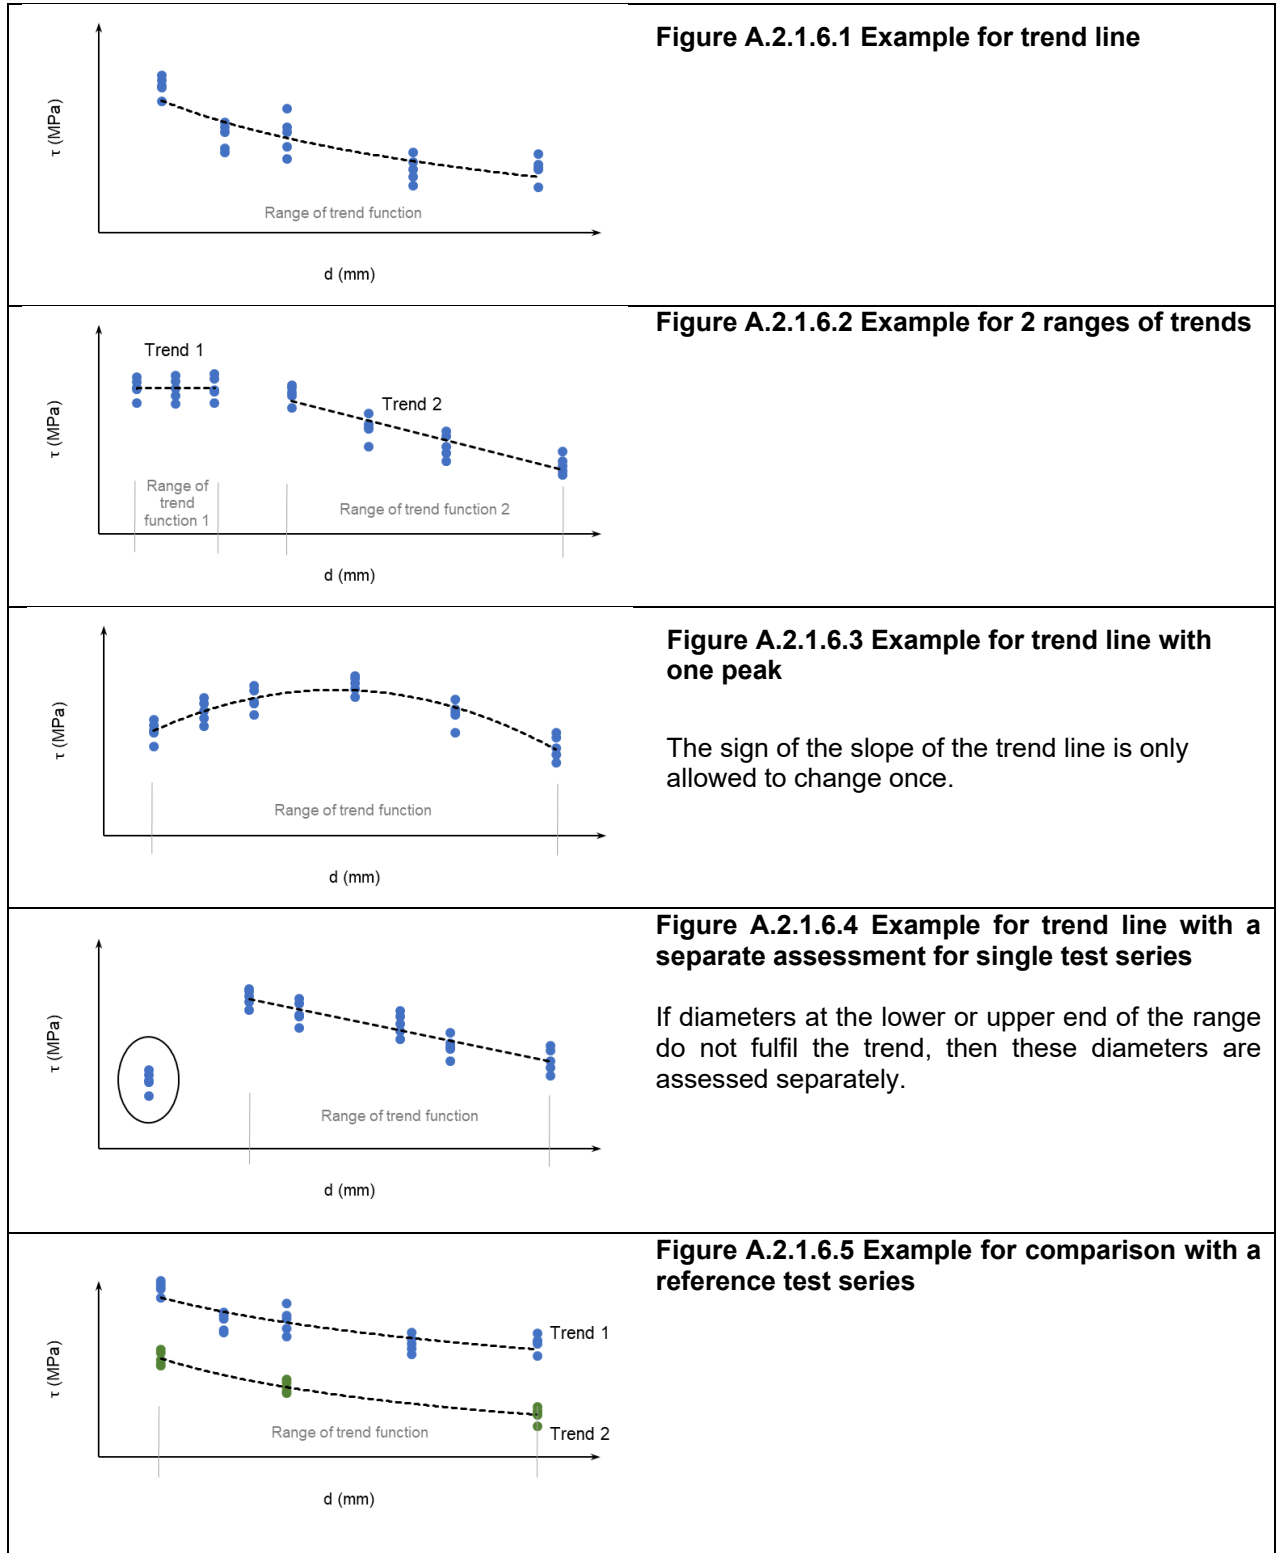 Figure A.2.1.6.1 Example for trend line
τ (MPa)
Range of trend function
d (mm)
Figure A.2.1.6.2 Example for 2 ranges of trends
Trend 1
Trend 2
τ (MPa)
Range of
trend
function 1
Range of trend function 2
d (mm)
Figure A.2.1.6.3 Example for trend line with
one peak
The sign of the slope of the trend line is only
allowed to change once.
τ (MPa)
Range of trend function
d (mm)
Figure A.2.1.6.4 Example for trend line with a
separate assessment for single test series
If diameters at the lower or upper end of the range
do not fulfil the trend, then these diameters are
assessed separately.
τ (MPa)
Range of trend function
d (mm)
Figure A.2.1.6.5 Example for comparison with a
reference test series
τ (MPa)
Trend 1
Range of trend function
Trend 2
d (mm)